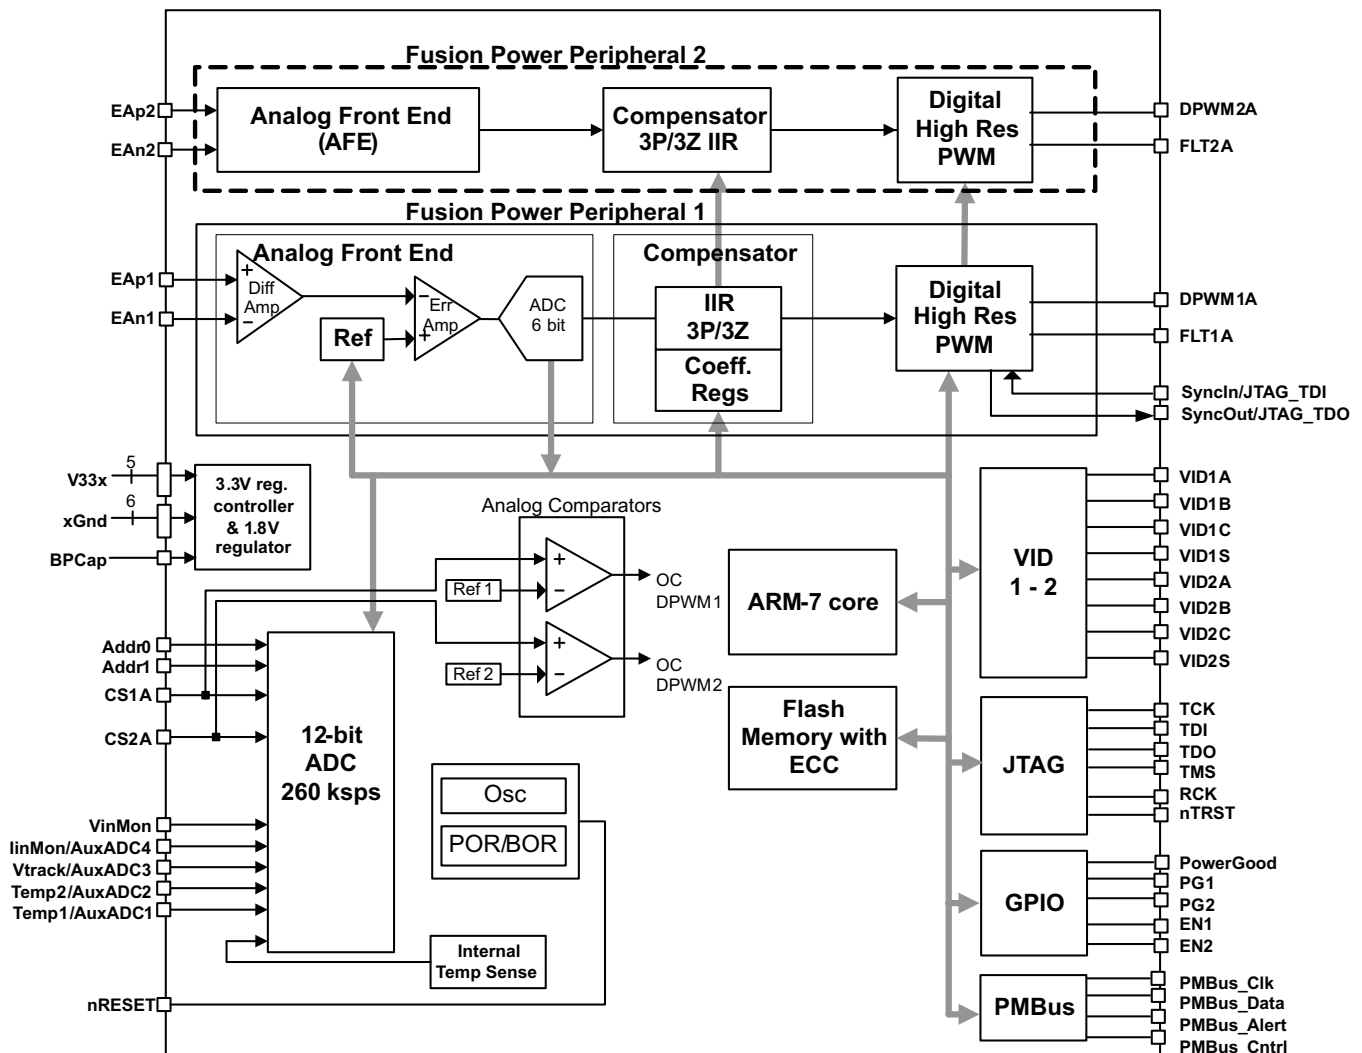 Fusion Power Peripheral 2
EAp2
EAn2
Analog Front End
(AFE)
Compensator
3P/3Z IIR
Digital
High Res
PWM
DPWM2A
FLT2A
Fusion Power Peripheral 1
Analog Front End
Compensator
EAp1
EAn1
+
Diff
Amp
−
Ref
−
Err
Amp
+
ADC
6 bit
IIR
3P/3Z
Coeff.
Regs
Digital
High Res
PWM
DPWM1A
FLT1A
SyncIn/JTAG_TDI
SyncOut/JTAG_TDO
V33x
5
xGnd
6
BPCap
3.3V reg.
controller
& 1.8V
regulator
Analog Comparators
Ref 1
+
−
OC
DPWM1
Ref 2
+
−
OC
DPWM2
ARM-7 core
Flash
Memory with
ECC
VID
1 - 2
VID1A
VID1B
VID1C
VID1S
VID2A
VID2B
VID2C
VID2S
Addr0
Addr1
CS1A
CS2A
VinMon
IinMon/AuxADC4
Vtrack/AuxADC3
Temp2/AuxADC2
Temp1/AuxADC1
nRESET
12-bit
ADC
260 ksps
Osc
POR/BOR
Internal
Temp Sense
JTAG
TCK
TDI
TDO
TMS
RCK
nTRST
GPIO
PowerGood
PG1
PG2
EN1
EN2
PMBus
PMBus_Clk
PMBus_Data
PMBus_Alert
PMBus_Cntrl